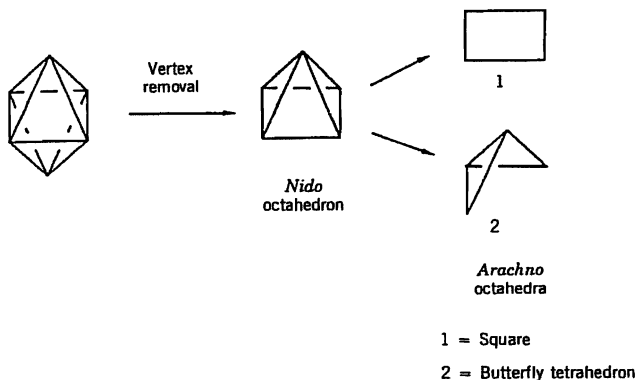 Vertex
removal
Nido
octahedron
1
2
Arachno
octahedra
1 = Square
2 = Butterfly tetrahedron